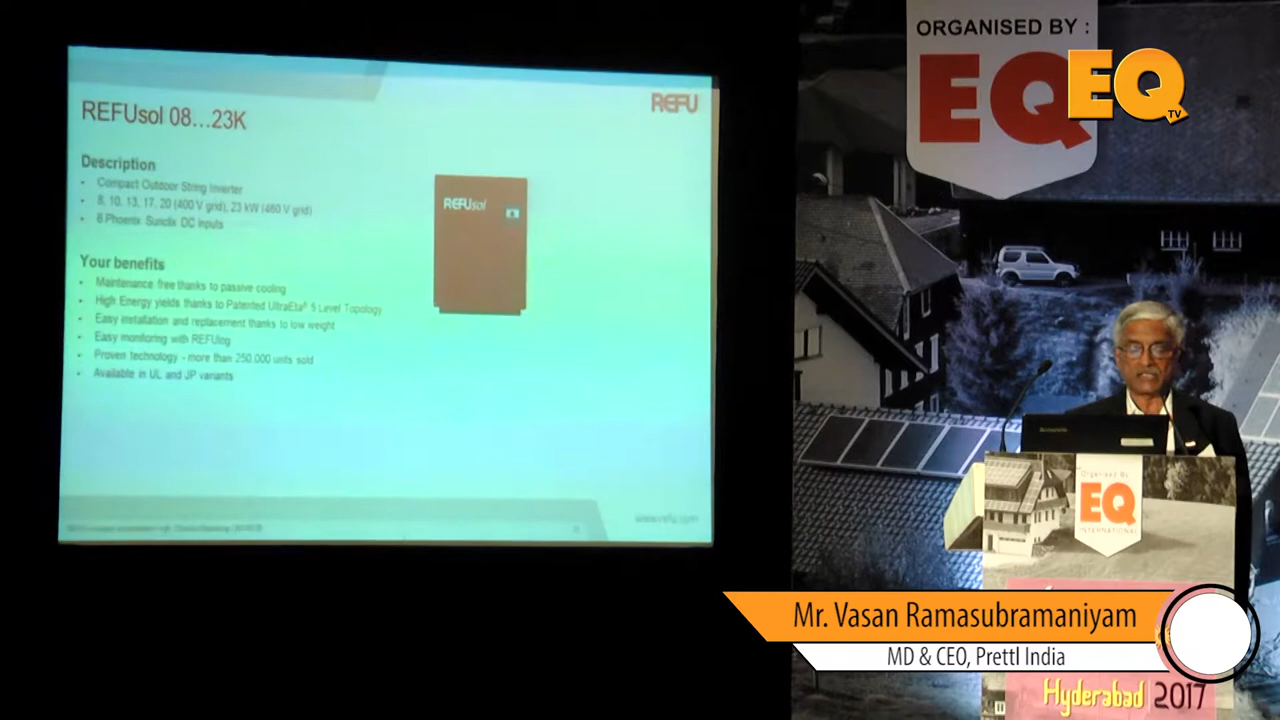 REFU
REFUsol 08...23K
Description
• Compact Outdoor String Inverter
• 8, 10, 13, 17, 20 (400 V grid), 23 kW (480 V grid)
• 8 Phoenix Sunclix DC inputs
Your benefits
• Maintenance free thanks to passive cooling
• High Energy yields thanks to Patented UltraEta® 5 Level Topology
• Easy installation and replacement thanks to low weight
• Easy monitoring with REFUlog
• Proven technology - more than 250.000 units sold
• Available in UL and JP variants
REFUsol
www.refu.com
ORGANISED BY :
EQ
EQ
TV
Organised By:
EQ
INTERNATIONAL
Mr. Vasan Ramasubramaniyam
MD & CEO, Prettl India
Hyderabad 2017